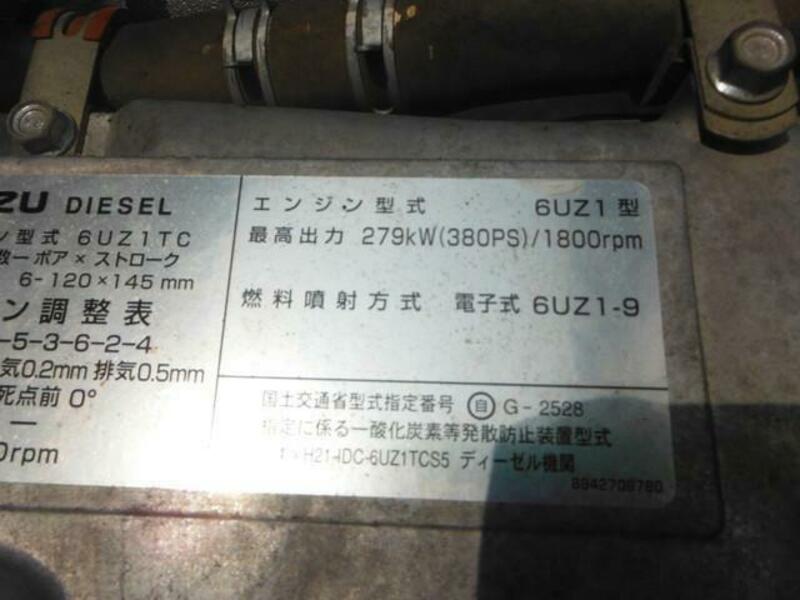 ZU DIESEL
ン型式 6UZ1TC
数ーボア×ストローク
6-120×145mm
ン調整表
-5-3-6-2-4
気0.2mm 排気0.5mm
死点前 0°
—
0rpm
エンジン型式 6UZ1型
最高出力 279kW(380PS)/1800rpm
燃料噴射方式 電子式 6UZ1-9
国土交通省型式指定番号 自 G-2528
指定に係る一酸化炭素等発散防止装置型式
H21-IDC-6UZ1TCS5 ディーゼル機関
8942709780